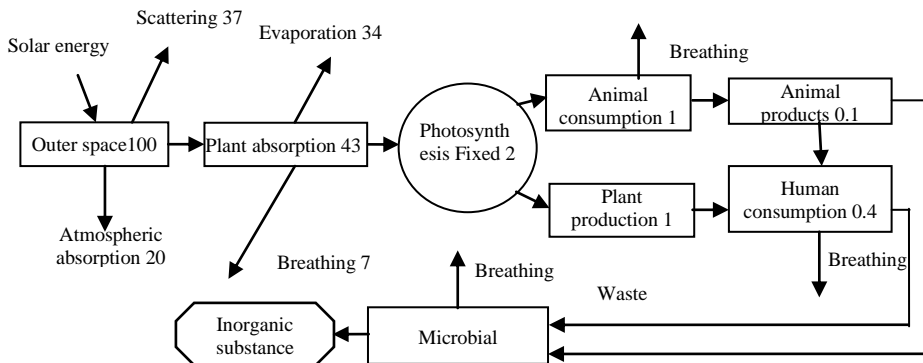 Scattering 37
Evaporation 34
Solar energy
Breathing
Animal
consumption 1
Animal
products 0.1
Outer space100
Plant absorption 43
Photosynth
esis Fixed 2
Plant
production 1
Human
consumption 0.4
Atmospheric
absorption 20
Breathing 7
Breathing
Breathing
Waste
Inorganic
substance
Microbial